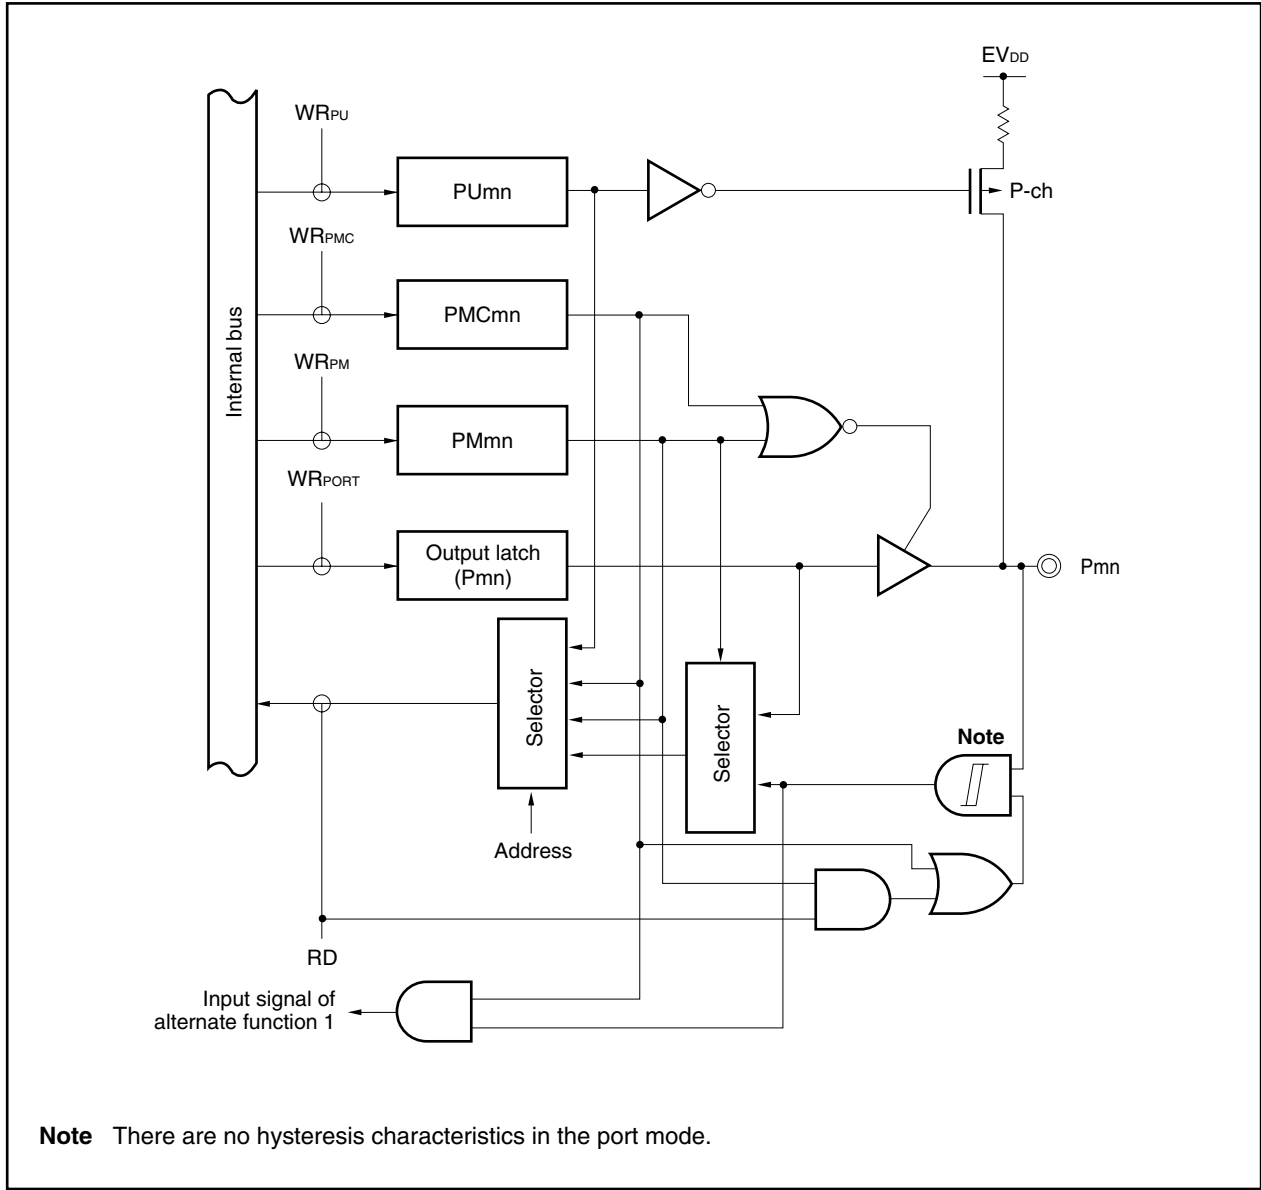 EVDD
WRPU
PUmn
P-ch
WRPMC
PMCmn
Internal bus
WRPM
PMmn
WRPORT
Output latch
(Pmn)
Pmn
Selector
Selector
Note
Address
RD
Input signal of
alternate function 1
Note There are no hysteresis characteristics in the port mode.